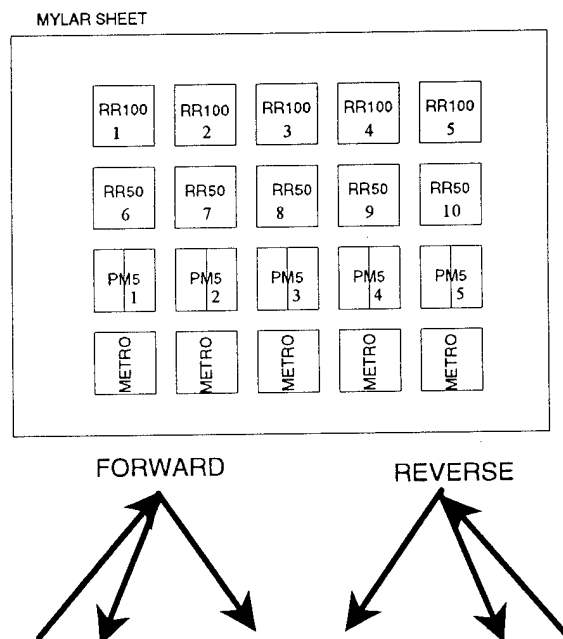 MYLAR SHEET
RR100 RR100 RR100 RR100 RR100
1 2 3 4 5
RR50 RR50 RR50 RR50 RR50
6 7 8 9 10
PM5 PM5 PM5 PM5 PM5
1 2 3 4 5
METRO METRO METRO METRO METRO
FORWARD REVERSE